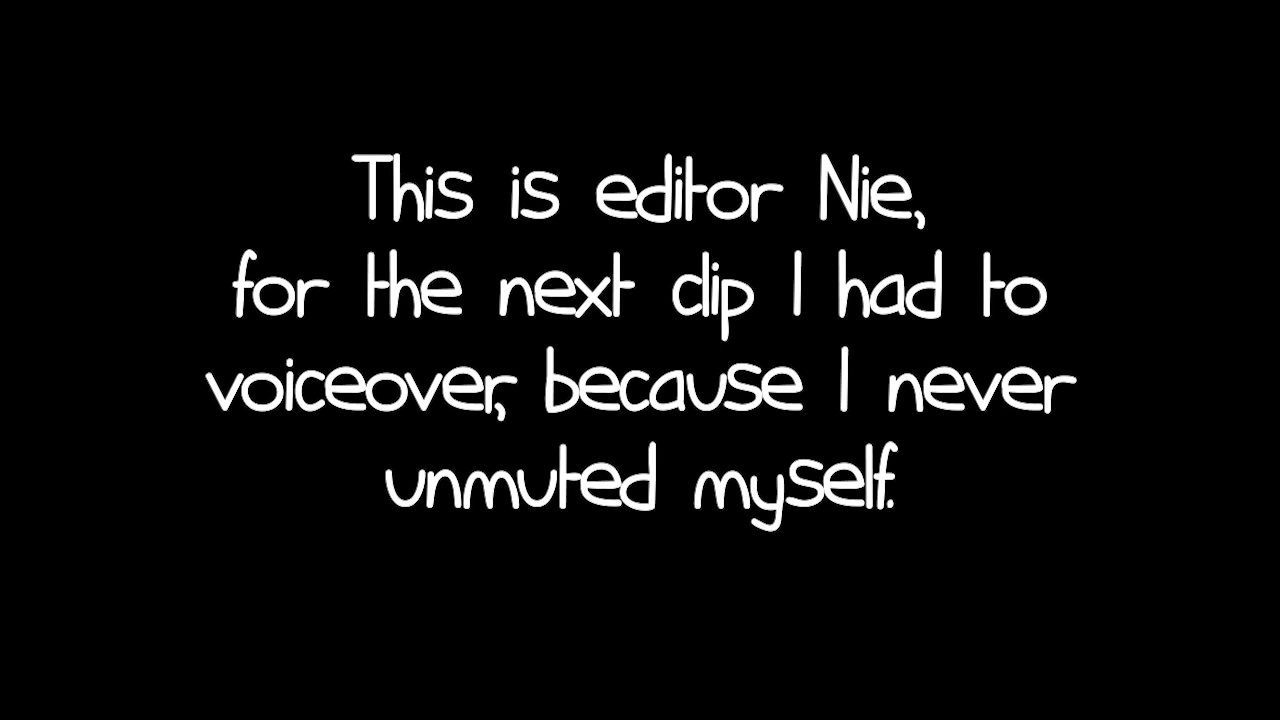 This is editor Nie,
for the next clip I had to
voiceover, because I never
unmuted myself.